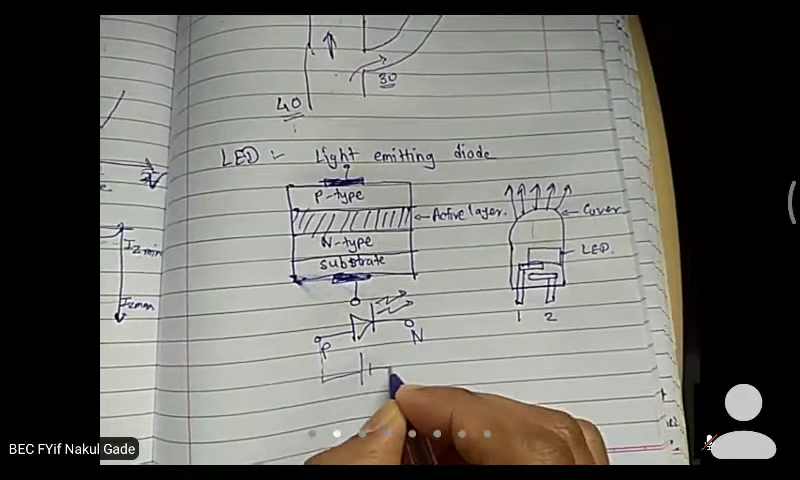 30
40
LED :- Light emitting diode
P-type
Active layer.
N-type
substrate
Cover
LED.
1 2
P
N
Izmin
BEC FYif Nakul Gade